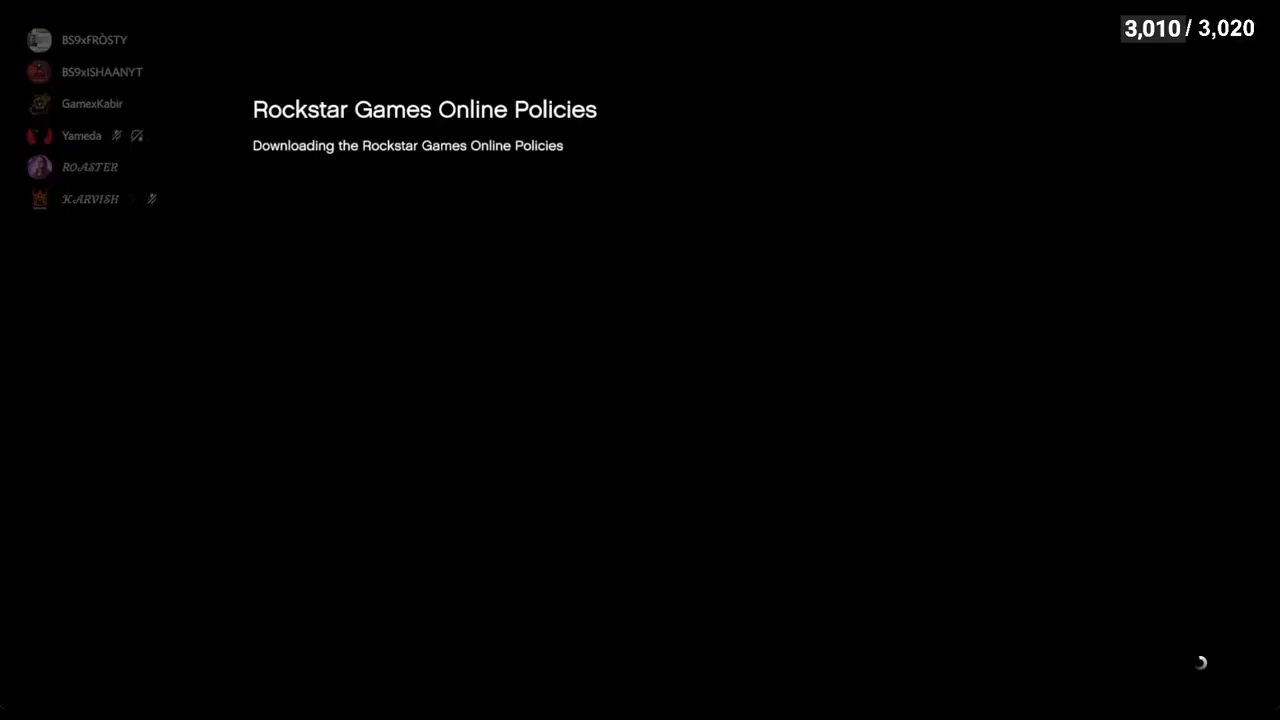 BS9xFRÒSTY
BS9xISHAANYT
GamexKabir
Yameda
ROASTER
KARVISH
3,010 / 3,020
Rockstar Games Online Policies
Downloading the Rockstar Games Online Policies